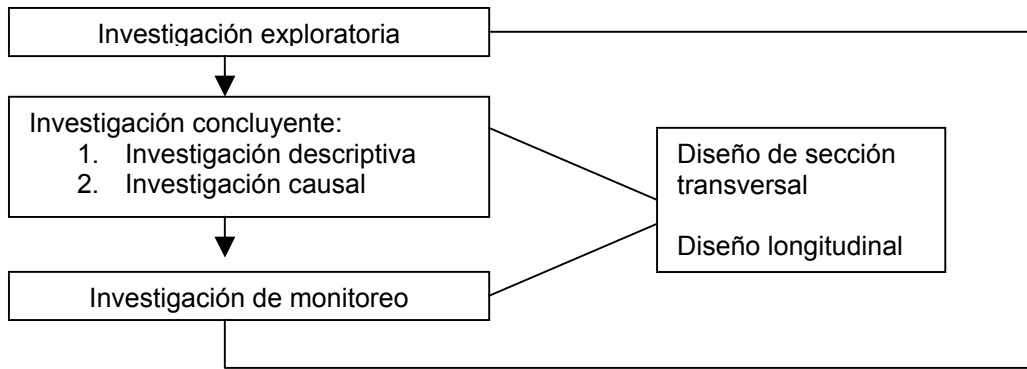 Investigación exploratoria
Investigación concluyente:
1. Investigación descriptiva
2. Investigación causal
Diseño de sección
transversal
Diseño longitudinal
Investigación de monitoreo